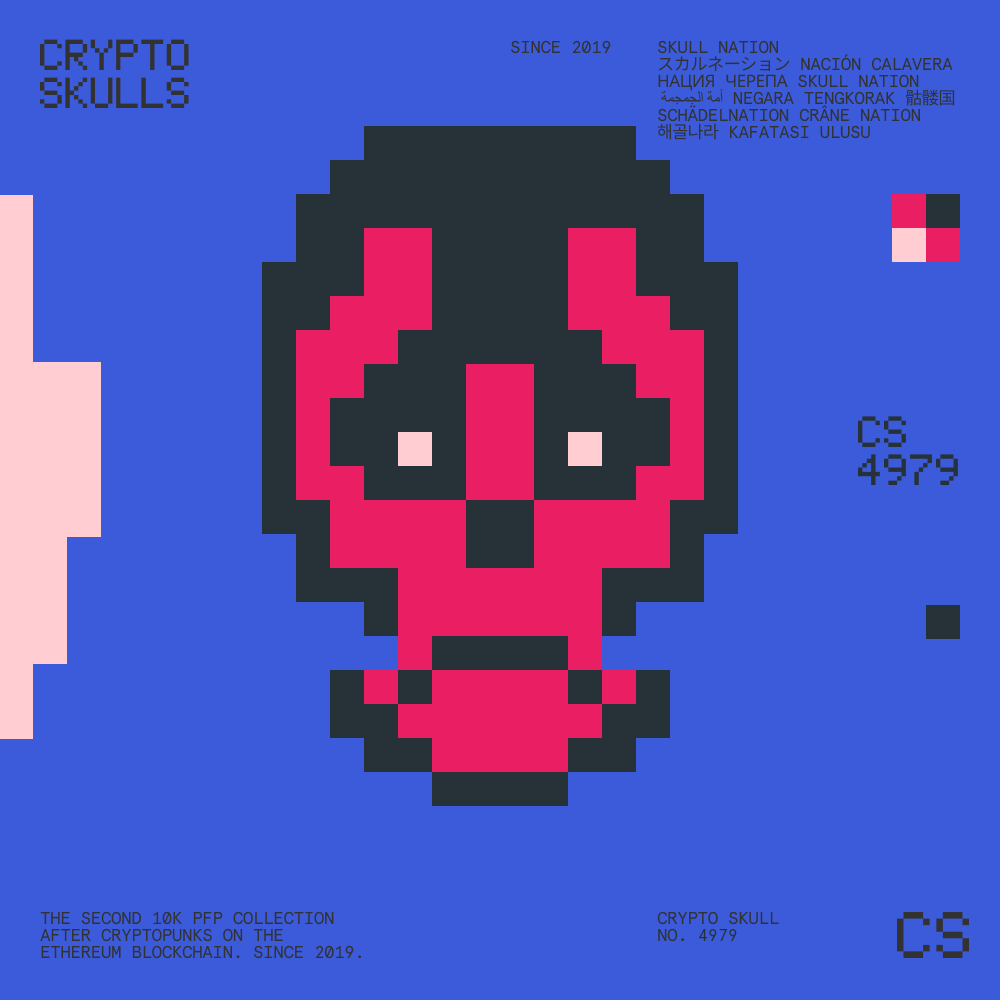 CRYPTO
SKULLS
SINCE 2019
SKULL NATION
スカルネーション NACIÓN CALAVERA
НАЦИЯ ЧЕРЕПА SKULL NATION
أمة الجمجمة NEGARA TENGKORAK 骷髅国
SCHÄDELNATION CRÂNE NATION
해골나라 KAFATASI ULUSU
CS
4979
THE SECOND 10K PFP COLLECTION
AFTER CRYPTOPUNKS ON THE
ETHEREUM BLOCKCHAIN. SINCE 2019.
CRYPTO SKULL
NO. 4979
CS